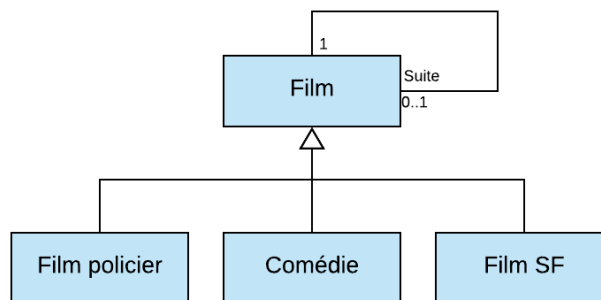 1
Film
Suite
0..1
Film policier
Comédie
Film SF